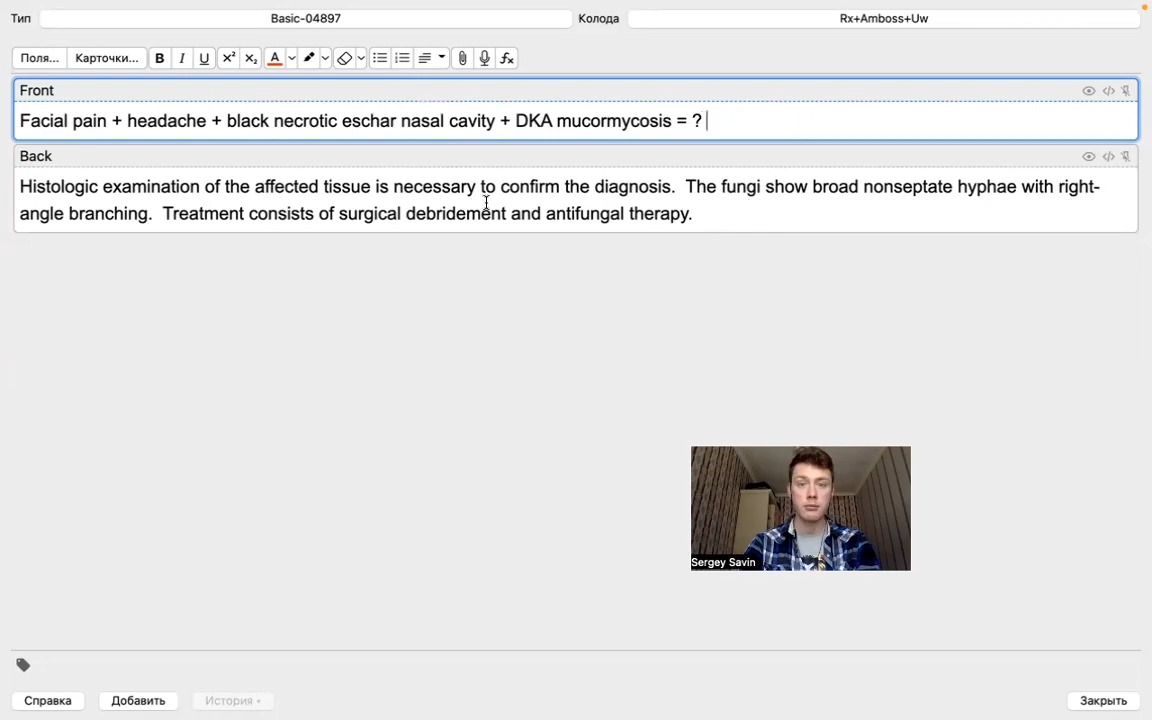 Тип Basic-04897 Колода Rx+Amboss+Uw
Поля... Карточки... B I U x² x₂ A fx
Front
Facial pain + headache + black necrotic eschar nasal cavity + DKA mucormycosis = ?
Back
Histologic examination of the affected tissue is necessary to confirm the diagnosis. The fungi show broad nonseptate hyphae with right-
angle branching. Treatment consists of surgical debridement and antifungal therapy.
Sergey Savin
Справка Добавить История Закрыть